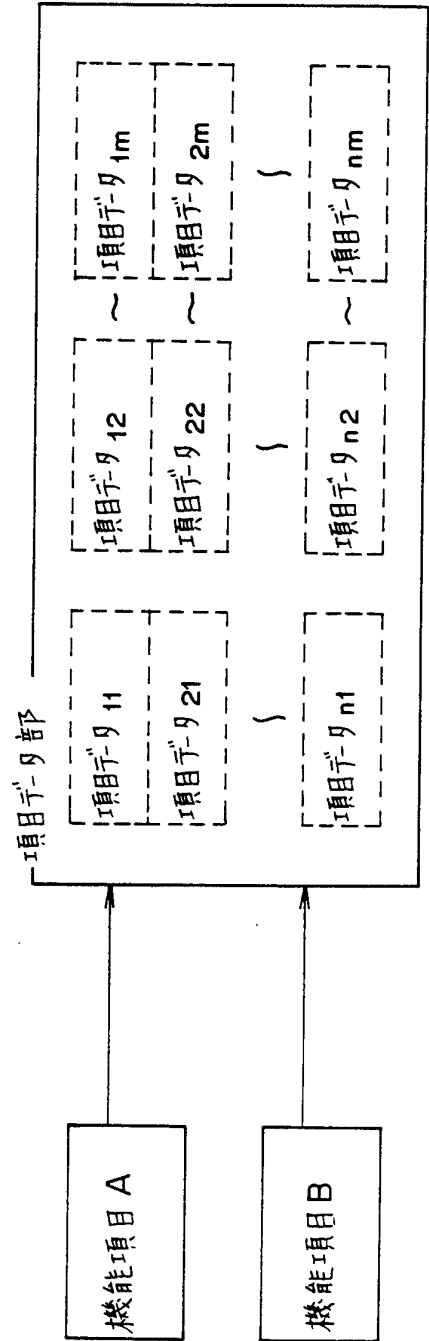 項目データ部
機能項目A
機能項目B
項目データ11
項目データ12
～
項目データ1m
項目データ21
項目データ22
～
項目データ2m
～
～
～
項目データn1
項目データn2
～
項目データnm